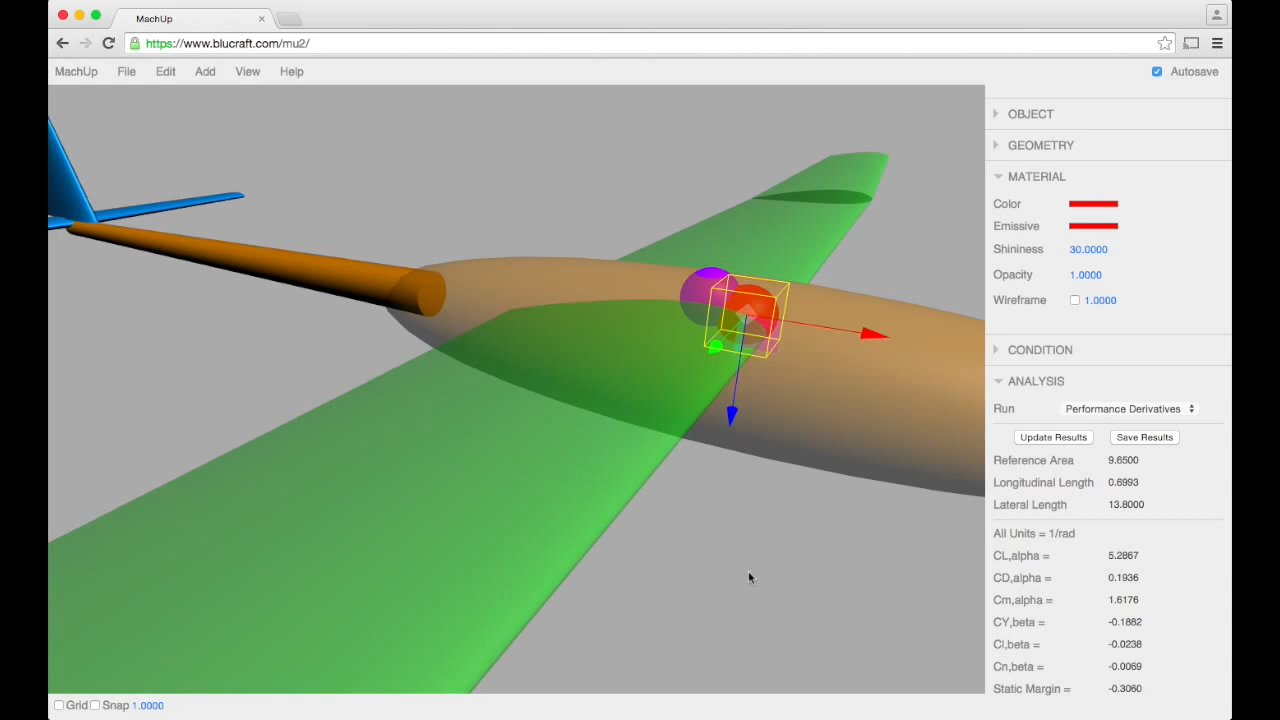 MachUp
https://www.blucraft.com/mu2/
MachUp File Edit Add View Help Autosave
OBJECT
GEOMETRY
MATERIAL
Color
Emissive
Shininess 30.0000
Opacity 1.0000
Wireframe 1.0000
CONDITION
ANALYSIS
Run Performance Derivatives
Update Results Save Results
Reference Area 9.6500
Longitudinal Length 0.6993
Lateral Length 13.8000
All Units = 1/rad
CL,alpha = 5.2867
CD,alpha = 0.1936
Cm,alpha = 1.6176
CY,beta = -0.1882
Cl,beta = -0.0238
Cn,beta = -0.0069
Static Margin = -0.3060
Grid Snap 1.0000